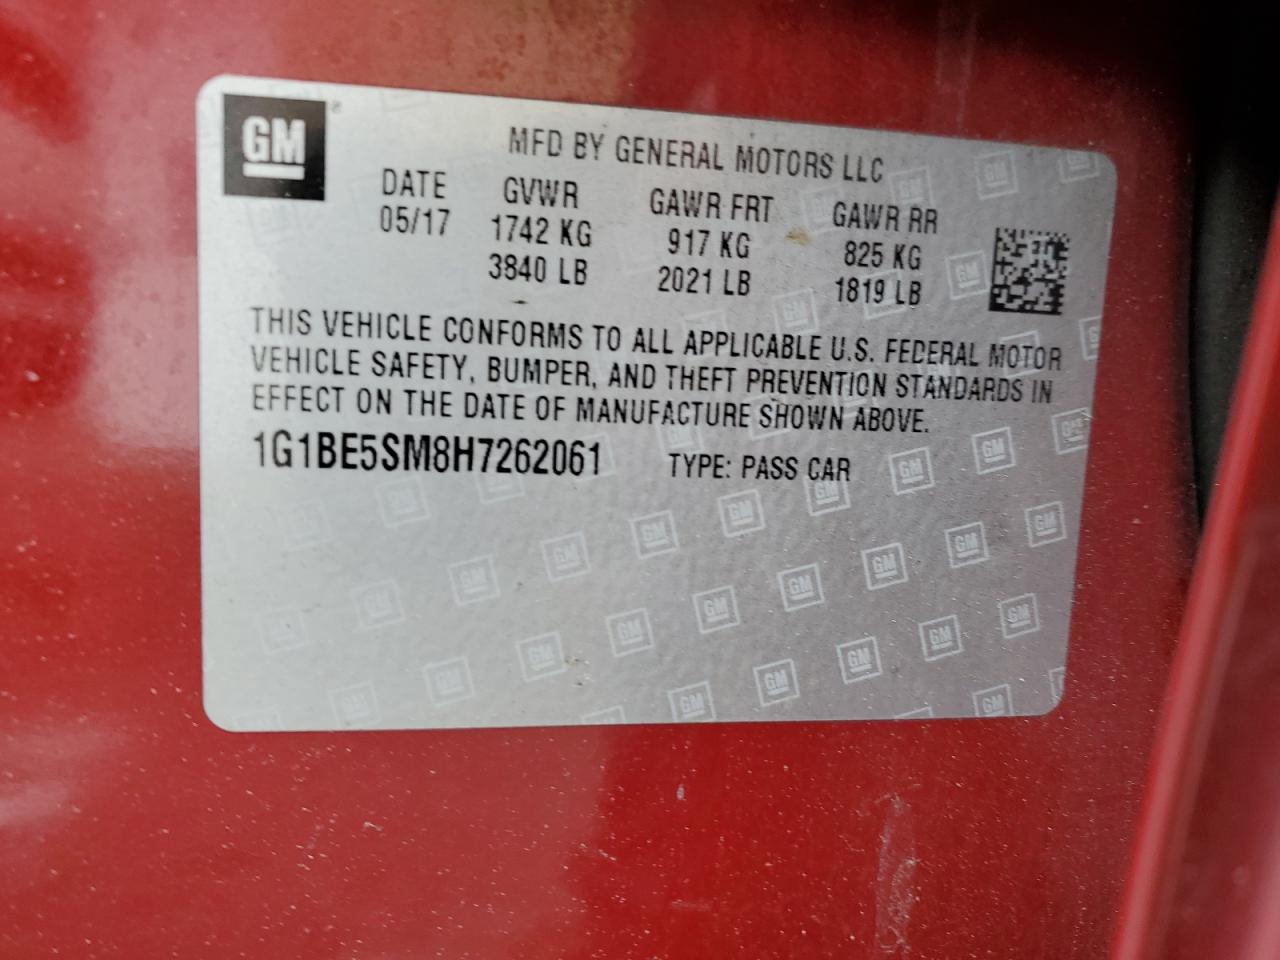 GM
MFD BY GENERAL MOTORS LLC
DATE GVWR GAWR FRT GAWR RR
05/17 1742 KG 917 KG 825 KG
3840 LB 2021 LB 1819 LB
THIS VEHICLE CONFORMS TO ALL APPLICABLE U.S. FEDERAL MOTOR
VEHICLE SAFETY, BUMPER, AND THEFT PREVENTION STANDARDS IN
EFFECT ON THE DATE OF MANUFACTURE SHOWN ABOVE.
1G1BE5SM8H7262061 TYPE: PASS CAR